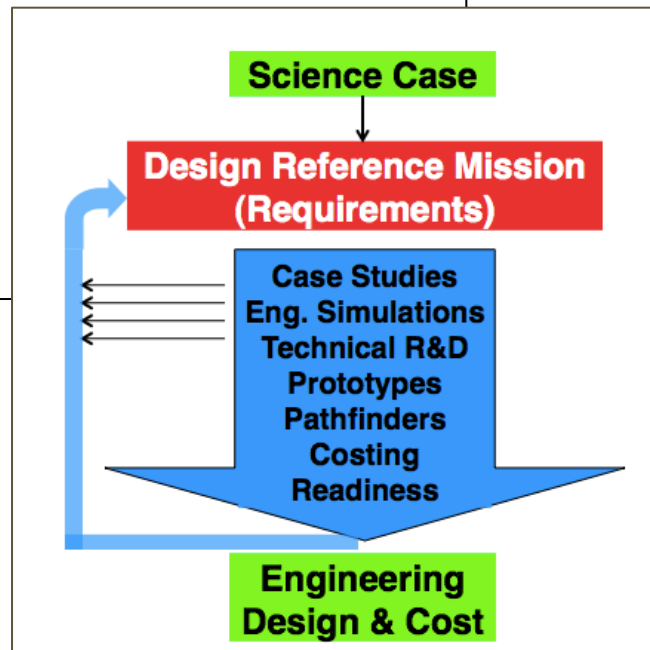 Science Case
Design Reference Mission
(Requirements)
Case Studies
Eng. Simulations
Technical R&D
Prototypes
Pathfinders
Costing
Readiness
Engineering
Design & Cost